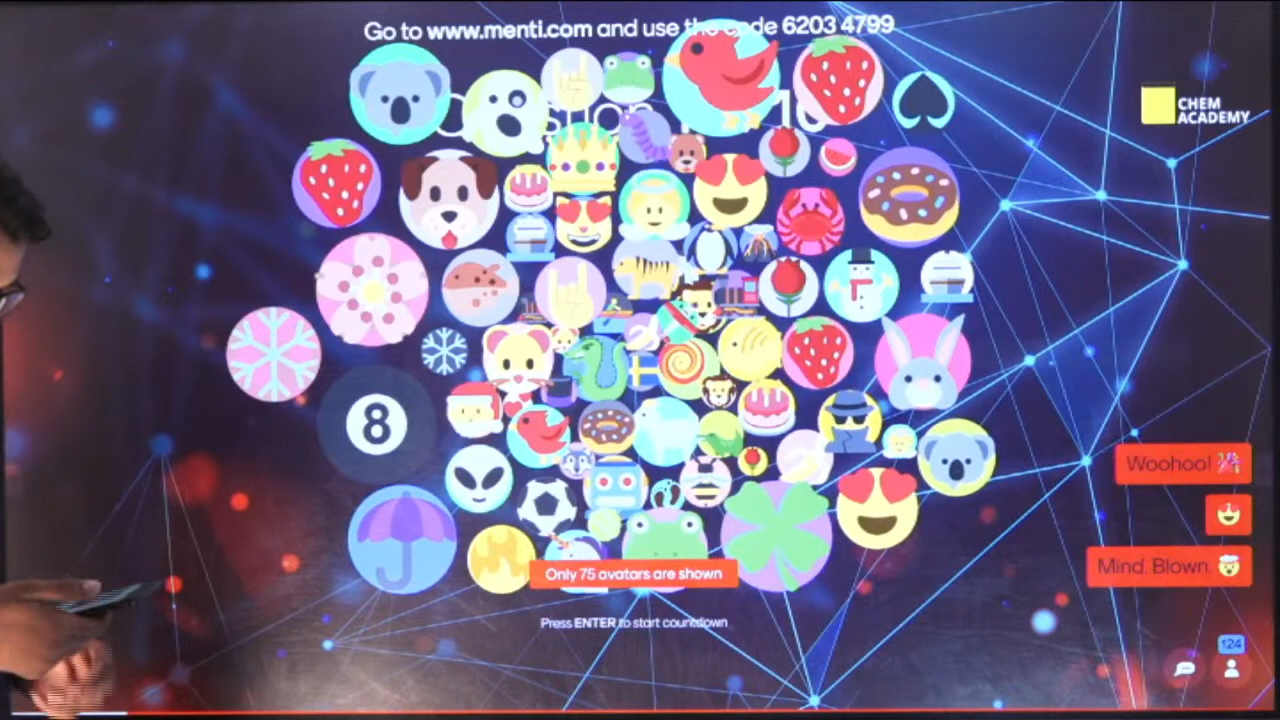 Go to www.menti.com and use the code 6203 4799
CHEM
ACADEMY
8
Woohoo!
Mind. Blown.
Only 75 avatars are shown
Press ENTER to start countdown
124